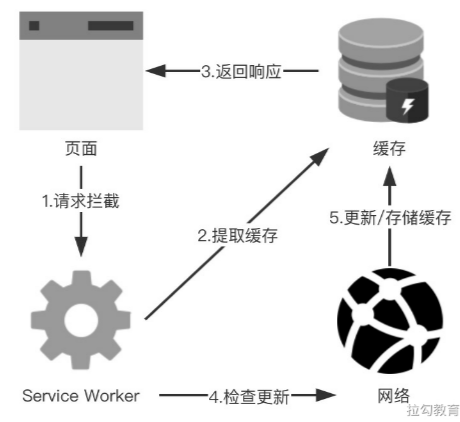 3.返回响应
页面
缓存
1.请求拦截
2.提取缓存
5.更新/存储缓存
Service Worker
4.检查更新
网络
拉勾教育